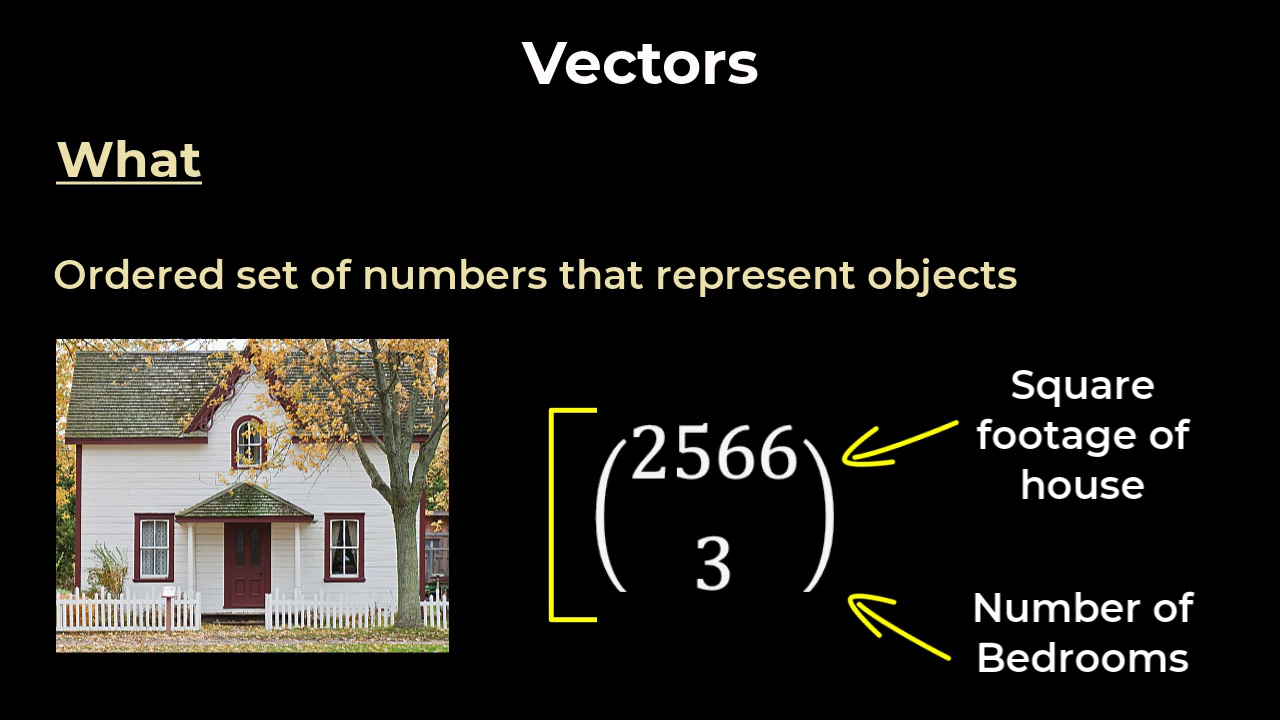 Vectors
What
Ordered set of numbers that represent objects
Square
footage of
house
2566
3
Number of
Bedrooms